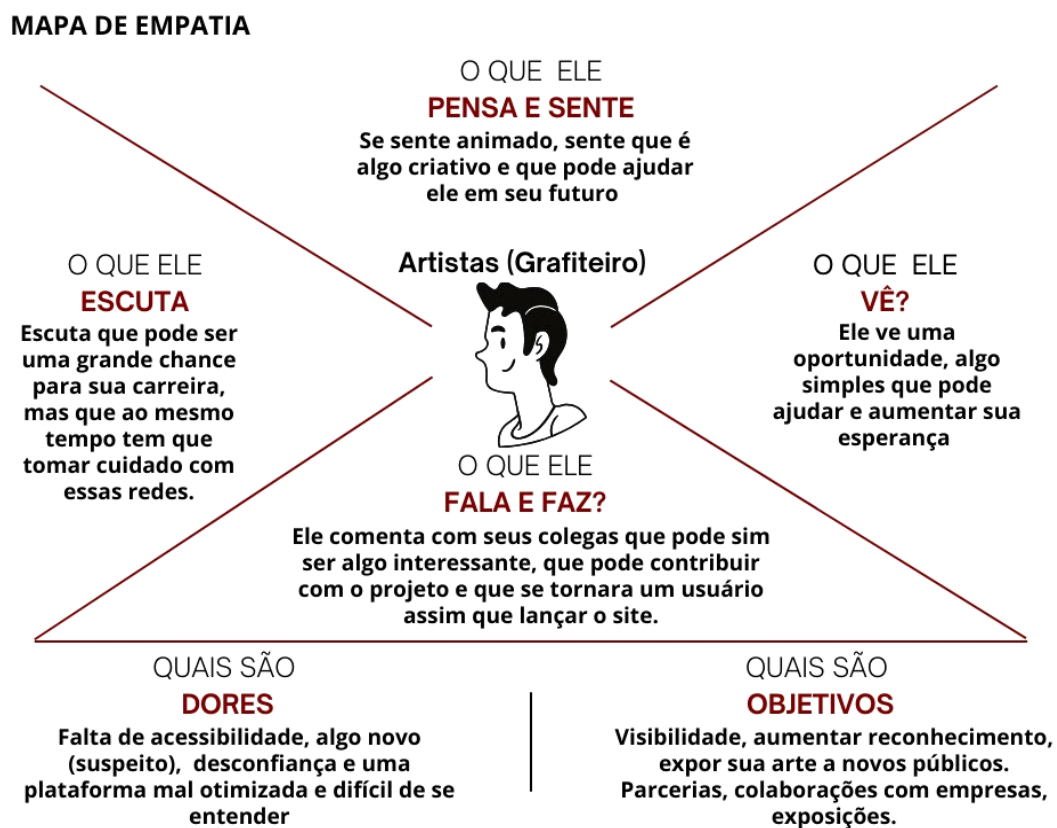 MAPA DE EMPATIA
O QUE ELE
PENSA E SENTE
Se sente animado, sente que é
algo criativo e que pode ajudar
ele em seu futuro
O QUE ELE
ESCUTA
Escuta que pode ser
uma grande chance
para sua carreira,
mas que ao mesmo
tempo tem que
tomar cuidado com
essas redes.
Artistas (Grafiteiro)
O QUE ELE
VÊ?
Ele ve uma
oportunidade, algo
simples que pode
ajudar e aumentar sua
esperança
O QUE ELE
FALA E FAZ?
Ele comenta com seus colegas que pode sim
ser algo interessante, que pode contribuir
com o projeto e que se tornara um usuário
assim que lançar o site.
QUAIS SÃO
DORES
Falta de acessibilidade, algo novo
(suspeito), desconfiança e uma
plataforma mal otimizada e difícil de se
entender
QUAIS SÃO
OBJETIVOS
Visibilidade, aumentar reconhecimento,
expor sua arte a novos públicos.
Parcerias, colaborações com empresas,
exposições.